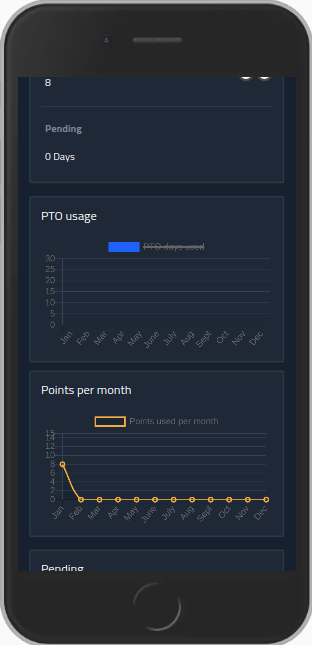 8
Pending
0 Days
PTO usage
PTO days used
30
25
20
15
10
5
0
Jan Feb Mar Apr May June July Aug Sept Oct Nov Dec
Points per month
Points used per month
15
14
12
10
8
6
4
2
0
Jan Feb Mar Apr May June July Aug Sept Oct Nov Dec
Pending